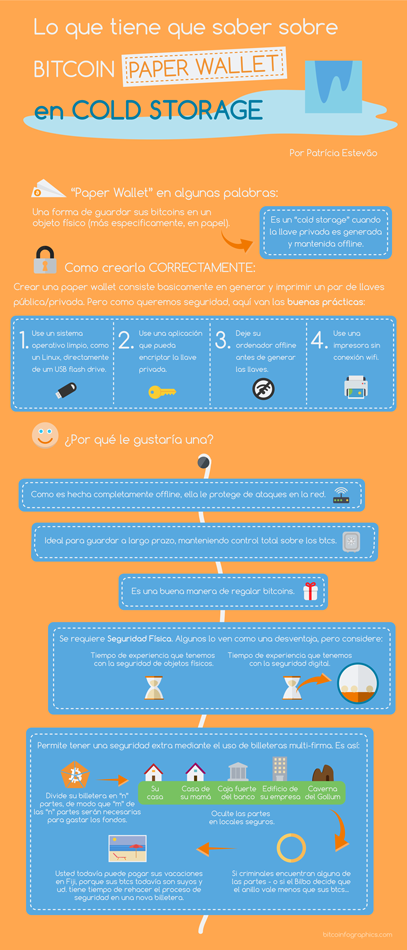 Lo que tiene que saber sobre
BITCOIN PAPER WALLET
en COLD STORAGE
Por Patrícia Estevão
"Paper Wallet" en algunas palabras:
Una forma de guardar sus bitcoins en un
objeto físico (más específicamente, en papel).
Es un "cold storage" cuando
la llave privada es generada
y mantenida offline.
Como crearla CORRECTAMENTE:
Crear una paper wallet consiste basicamente en generar y imprimir un par de llaves
pública/privada. Pero como queremos seguridad, aquí van las buenas prácticas:
1. Use un sistema
operativo limpio, como
un Linux, directamente
de um USB flash drive.
2. Use una aplicación
que pueda
encriptar la llave
privada.
3. Deje su
ordenador offline
antes de generar
las llaves.
4. Use una
impresora sin
conexión wifi.
¿Por qué le gustaría una?
Como es hecha completamente offline, ella le protege de ataques en la red.
Ideal para guardar a largo prazo, manteniendo control total sobre los btcs.
Es una buena manera de regalar bitcoins.
Se requiere Seguridad Física. Algunos lo ven como una desventaja, pero considere:
Tiempo de experiencia que tenemos
con la seguridad de objetos físicos.
Tiempo de experiencia que tenemos
con la seguridad digital.
Permite tener una seguridad extra mediante el uso de billeteras multi-firma. Es así:
Divide su billetera en "n"
partes, de modo que "m" de
las "n" partes serán necesarias
para gastar los fondos.
Su
casa
Casa de
su mamá
Caja fuerte
del banco
Edificio de
su empresa
Caverna
del Gollum
Oculte las partes
en locales seguros.
Si criminales encuentran alguna de
las partes - o si el Bilbo decide que
el anillo vale menos que sus btcs...
Usted todavía puede pagar sus vacaciones
en Fiji, porque sus btcs todavía son suyos y
ud. tiene tiempo de rehacer el proceso de
seguridad en una nova billetera.
bitcoinfographics.com